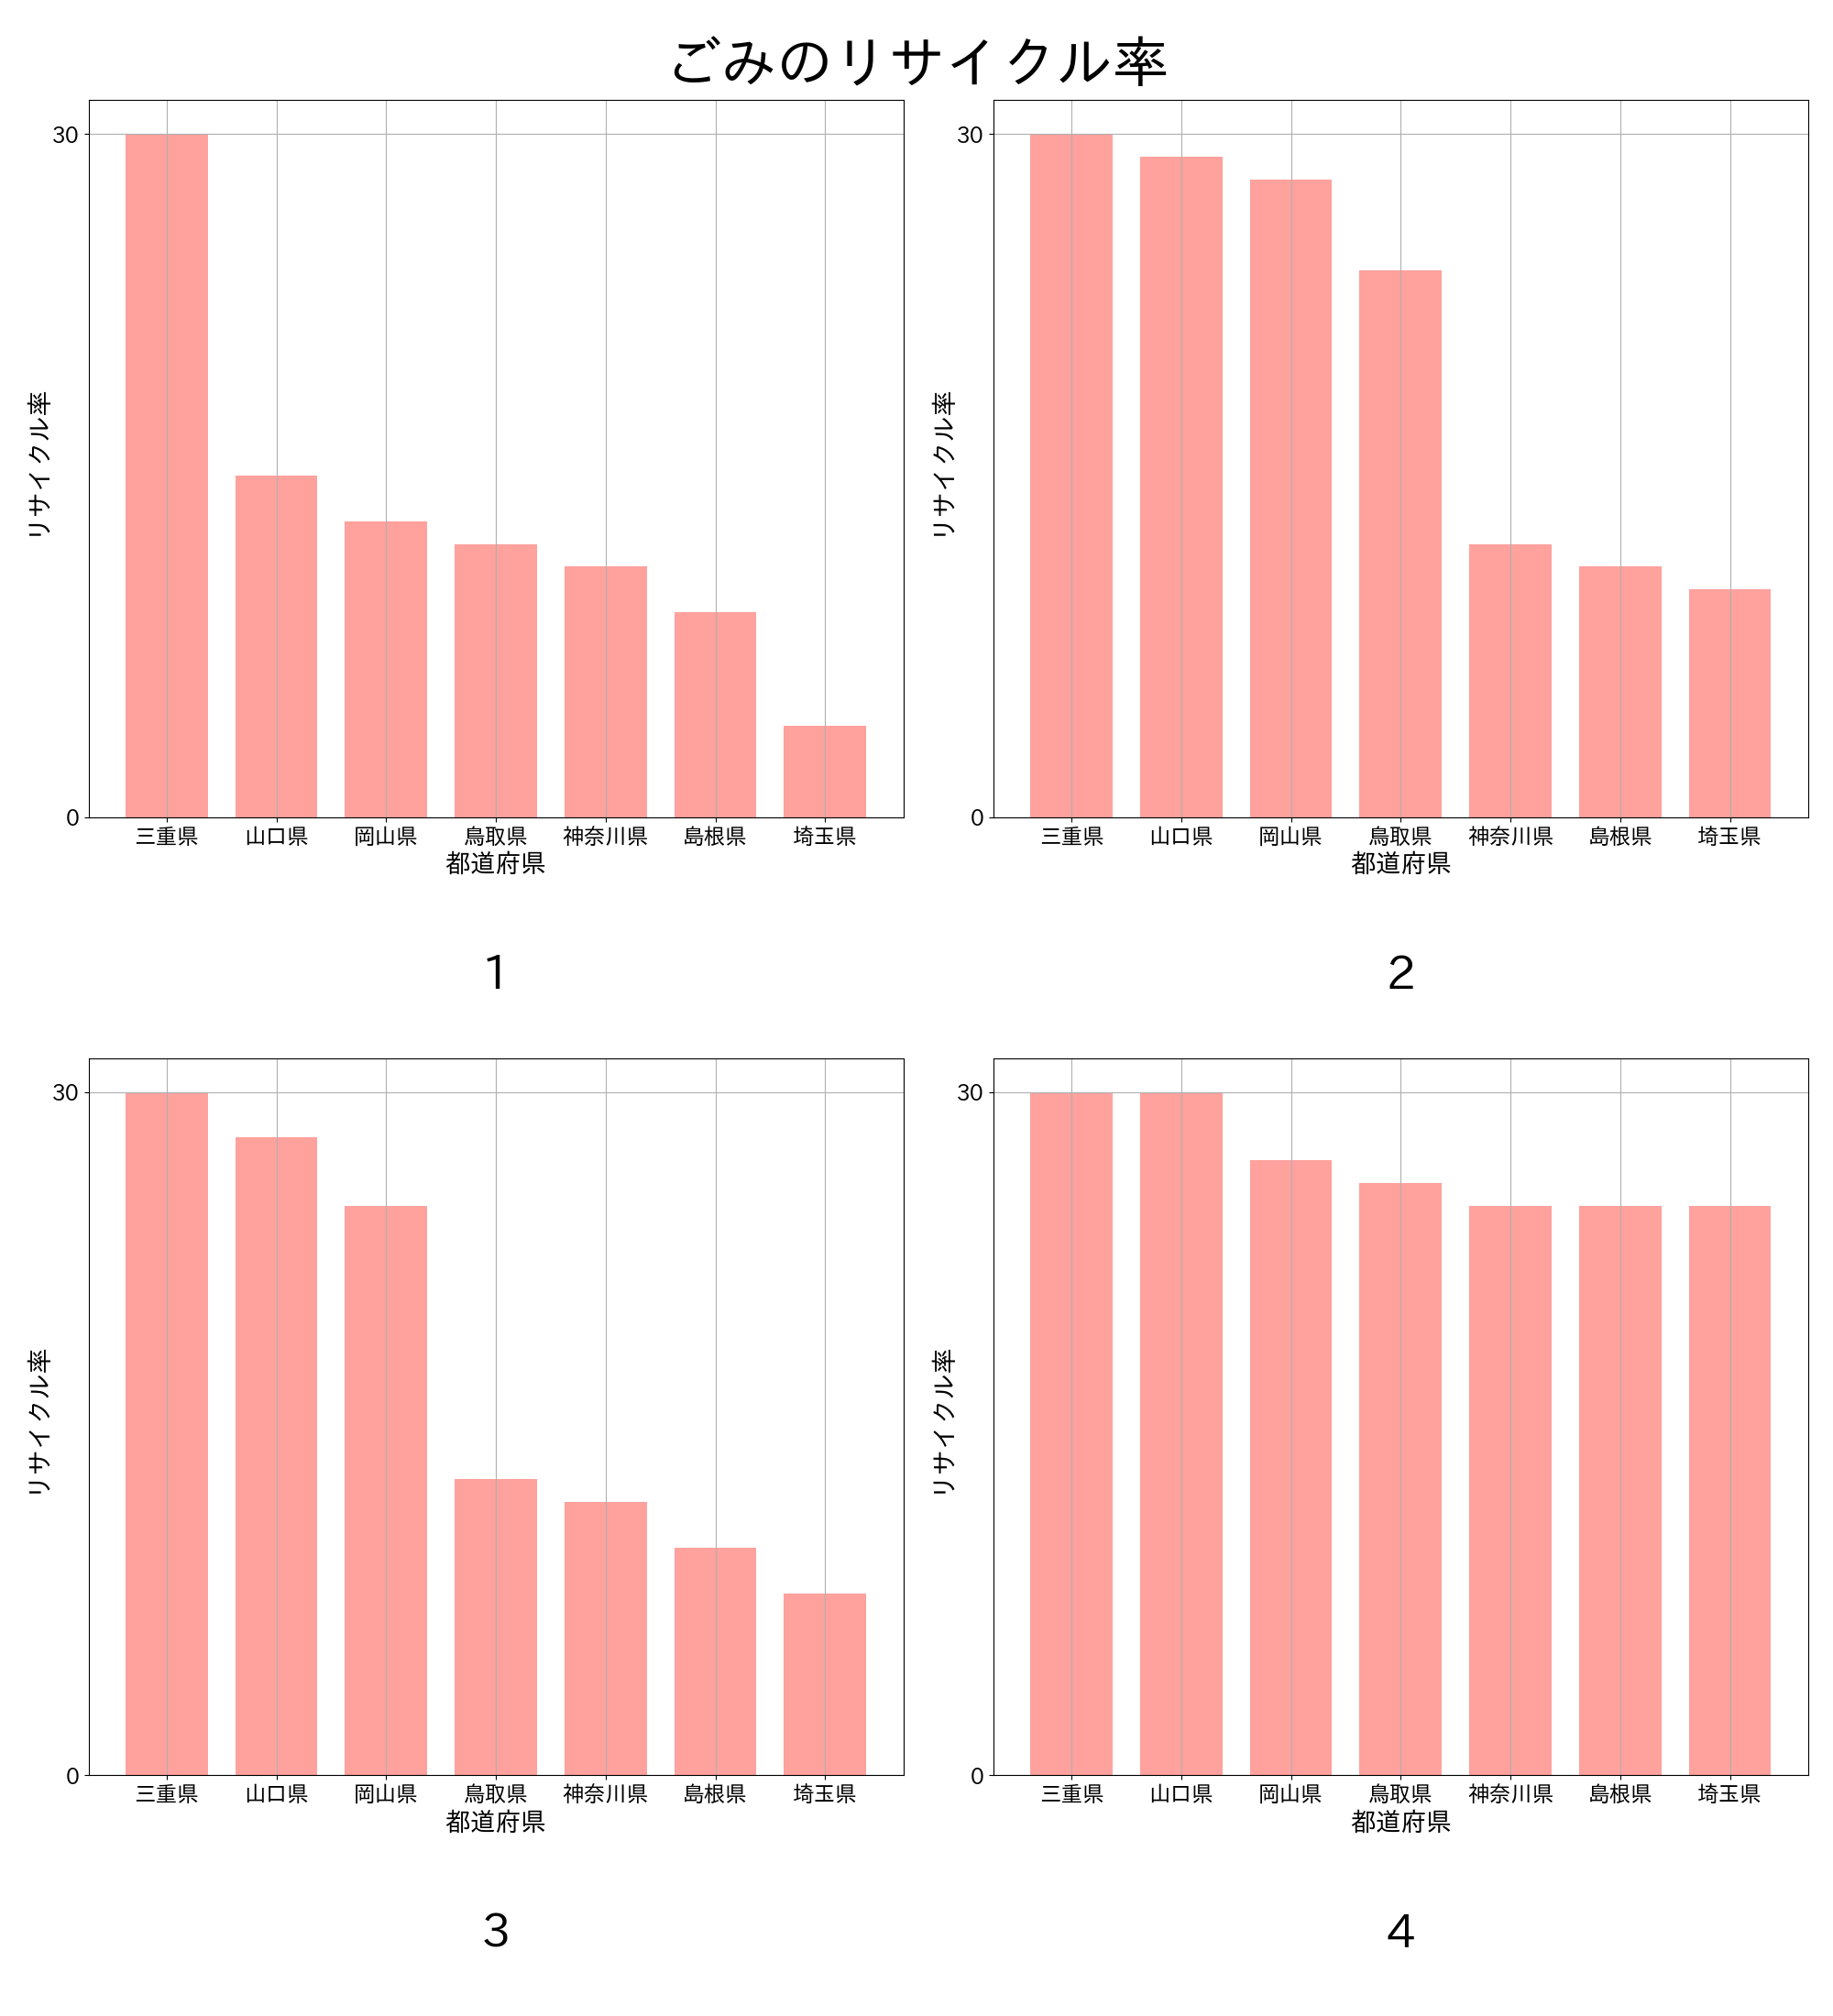 ごみのリサイクル率
30
0
リサイクル率
三重県 山口県 岡山県 鳥取県 神奈川県 島根県 埼玉県
都道府県
1
30
0
リサイクル率
三重県 山口県 岡山県 鳥取県 神奈川県 島根県 埼玉県
都道府県
2
30
0
リサイクル率
三重県 山口県 岡山県 鳥取県 神奈川県 島根県 埼玉県
都道府県
3
30
0
リサイクル率
三重県 山口県 岡山県 鳥取県 神奈川県 島根県 埼玉県
都道府県
4